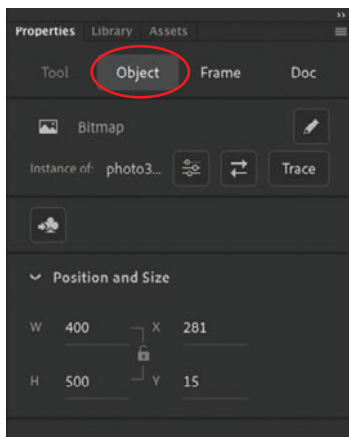 Properties Library Assets
Tool Object Frame Doc
Bitmap
Instance of: photo3... Trace
Position and Size
W 400 X 281
H 500 Y 15